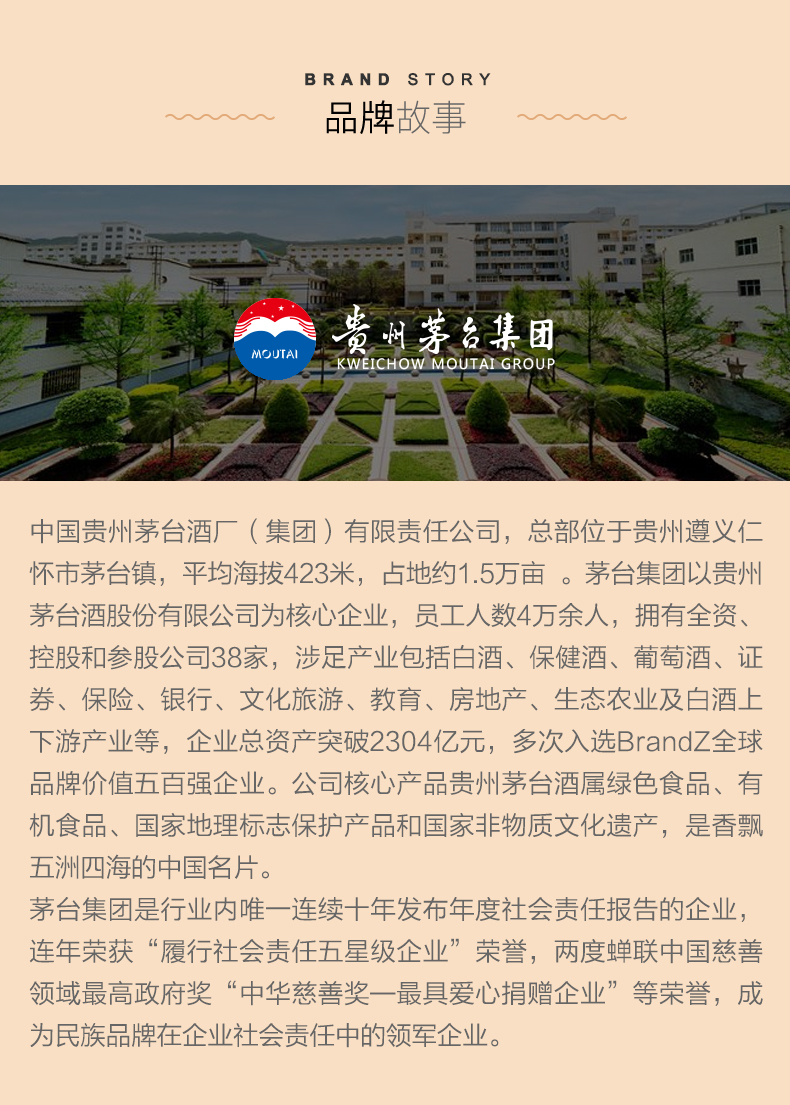 BRAND STORY
品牌故事
贵州茅台集团
MOUTAI
KWEICHOW MOUTAI GROUP
中国贵州茅台酒厂（集团）有限责任公司，总部位于贵州遵义仁
怀市茅台镇，平均海拔423米，占地约1.5万亩 。茅台集团以贵州
茅台酒股份有限公司为核心企业，员工人数4万余人，拥有全资、
控股和参股公司38家，涉足产业包括白酒、保健酒、葡萄酒、证
券、保险、银行、文化旅游、教育、房地产、生态农业及白酒上
下游产业等，企业总资产突破2304亿元，多次入选BrandZ全球
品牌价值五百强企业。公司核心产品贵州茅台酒属绿色食品、有
机食品、国家地理标志保护产品和国家非物质文化遗产，是香飘
五洲四海的中国名片。
茅台集团是行业内唯一连续十年发布年度社会责任报告的企业，
连年荣获“履行社会责任五星级企业”荣誉，两度蝉联中国慈善
领域最高政府奖“中华慈善奖—最具爱心捐赠企业”等荣誉，成
为民族品牌在企业社会责任中的领军企业。